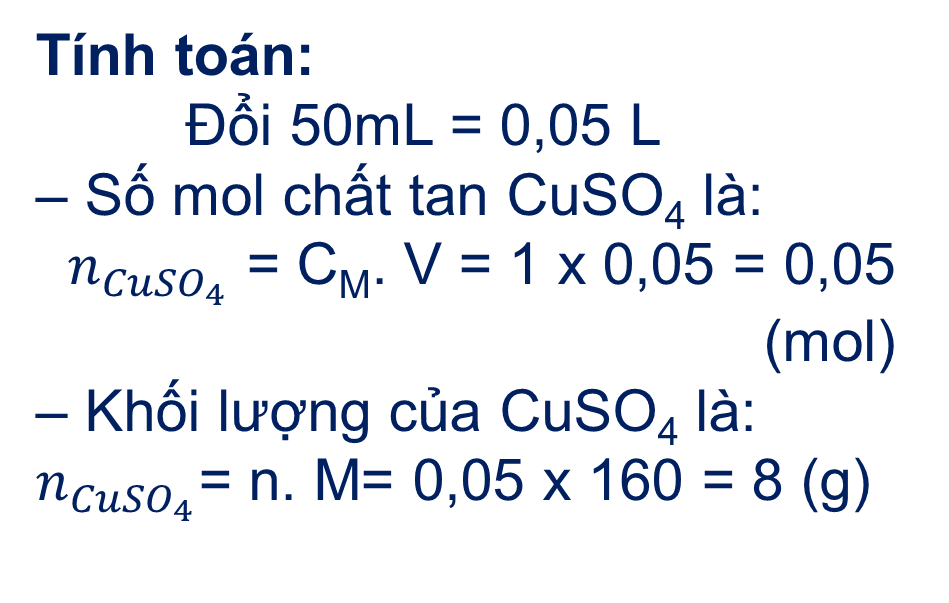 Tính toán:
Đổi 50mL = 0,05 L
– Số mol chất tan CuSO₄ là:
𝑛𝐶𝑢𝑆𝑂₄ = Cᴍ. V = 1 x 0,05 = 0,05
(mol)
– Khối lượng của CuSO₄ là:
𝑛𝐶𝑢𝑆𝑂₄ = n. M= 0,05 x 160 = 8 (g)